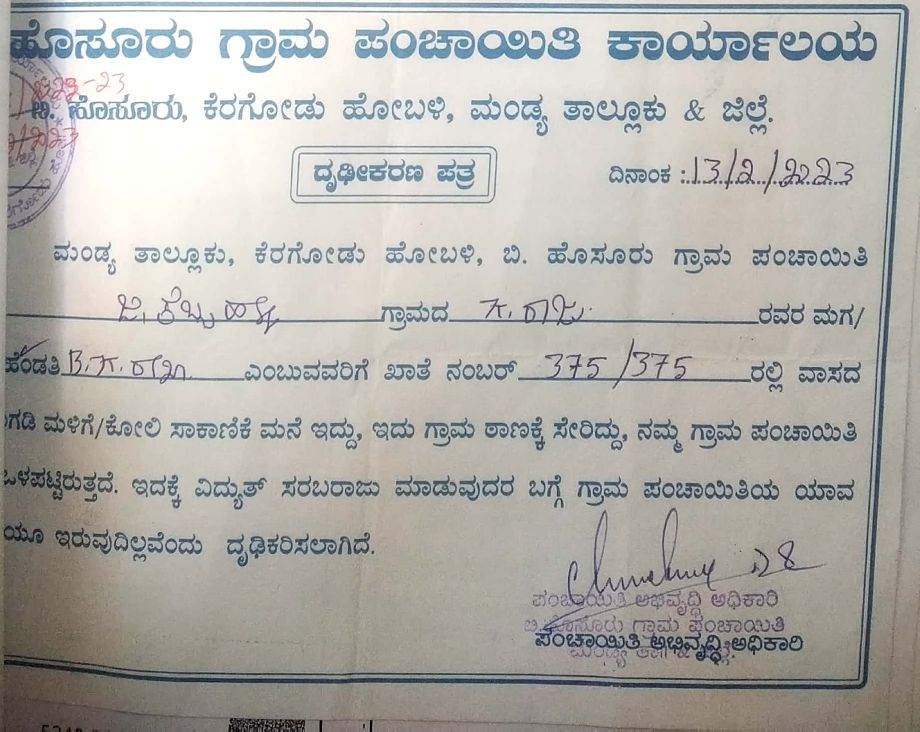 ಹೊಸೂರು ಗ್ರಾಮ ಪಂಚಾಯಿತಿ ಕಾರ್ಯಾಲಯ
ಬಿ. ಹೊಸೂರು, ಕೆರಗೋಡು ಹೋಬಳಿ, ಮಂಡ್ಯ ತಾಲ್ಲೂಕು & ಜಿಲ್ಲೆ.
ದೃಢೀಕರಣ ಪತ್ರ ದಿನಾಂಕ :13/2/2023
ಮಂಡ್ಯ ತಾಲ್ಲೂಕು, ಕೆರಗೋಡು ಹೋಬಳಿ, ಬಿ. ಹೊಸೂರು ಗ್ರಾಮ ಪಂಚಾಯಿತಿ
ಗ್ರಾಮದ ರಾಜು ರವರ ಮಗ/
ಹೆಂಡತಿ ಎಂಬುವವರಿಗೆ ಖಾತೆ ನಂಬರ್ 375/375 ರಲ್ಲಿ ವಾಸದ
ಗಡಿ ಮಳಿಗೆ/ಕೋಲಿ ಸಾಕಾಣಿಕೆ ಮನೆ ಇದ್ದು, ಇದು ಗ್ರಾಮ ಠಾಣಕ್ಕೆ ಸೇರಿದ್ದು, ನಮ್ಮ ಗ್ರಾಮ ಪಂಚಾಯಿತಿ
ಒಳಪಟ್ಟಿರುತ್ತದೆ. ಇದಕ್ಕೆ ವಿದ್ಯುತ್ ಸರಬರಾಜು ಮಾಡುವುದರ ಬಗ್ಗೆ ಗ್ರಾಮ ಪಂಚಾಯಿತಿಯ ಯಾವ
ಯೂ ಇರುವುದಿಲ್ಲವೆಂದು ದೃಢಿಕರಿಸಲಾಗಿದೆ.
ಪಂಚಾಯಿತಿ ಅಭಿವೃದ್ಧಿ ಅಧಿಕಾರಿ
ಬಿ.ಹೊಸೂರು ಗ್ರಾಮ ಪಂಚಾಯಿತಿ
ಪಂಚಾಯಿತಿ ಅಭಿವೃದ್ಧಿ ಅಧಿಕಾರಿ